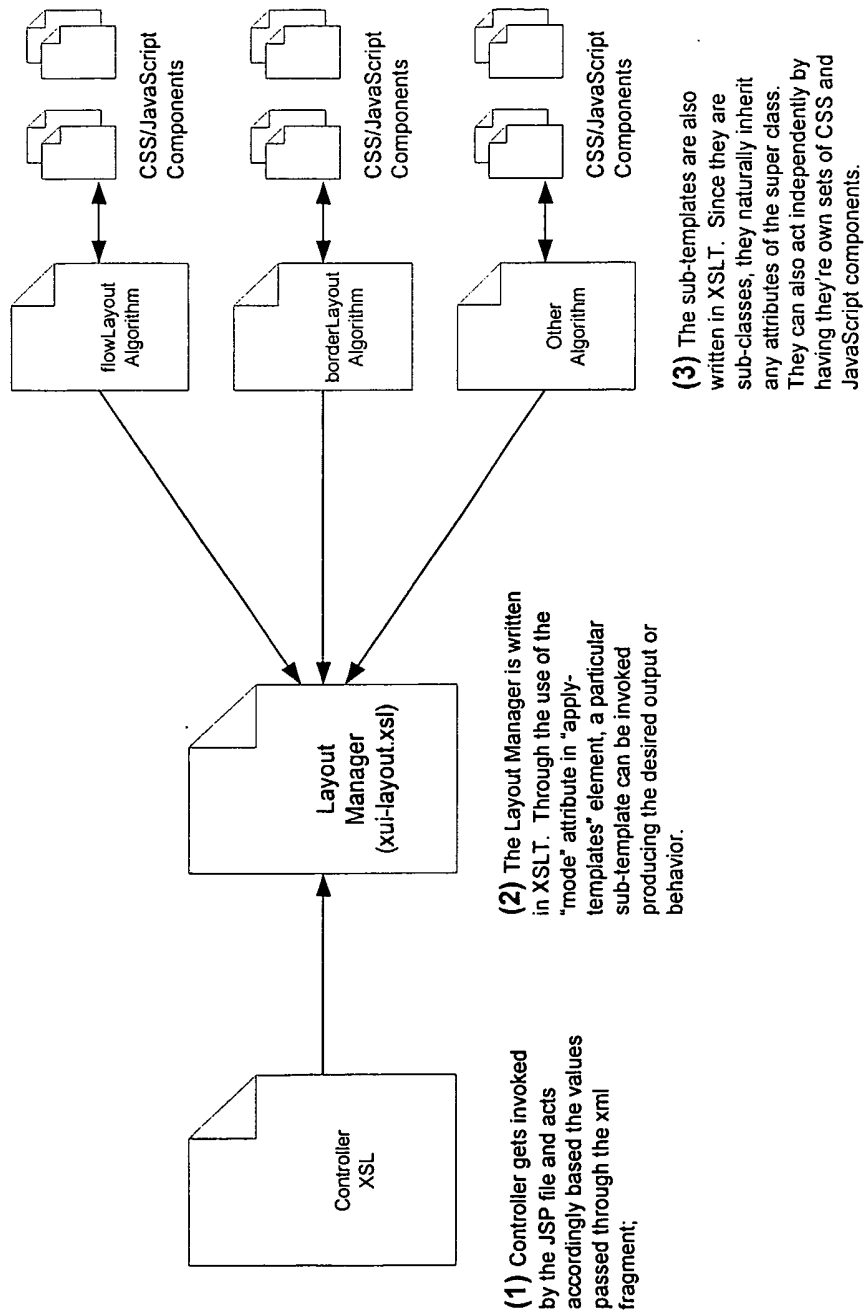 Controller
XSL
(1) Controller gets invoked
by the JSP file and acts
accordingly based the values
passed through the xml
fragment;
Layout
Manager
(xui-layout.xsl)
(2) The Layout Manager is written
in XSLT. Through the use of the
"mode" attribute in "apply-
templates" element, a particular
sub-template can be invoked
producing the desired output or
behavior.
flowLayout
Algorithm
CSS/JavaScript
Components
borderLayout
Algorithm
CSS/JavaScript
Components
Other
Algorithm
CSS/JavaScript
Components
(3) The sub-templates are also
written in XSLT. Since they are
sub-classes, they naturally inherit
any attributes of the super class.
They can also act independently by
having they're own sets of CSS and
JavaScript components.